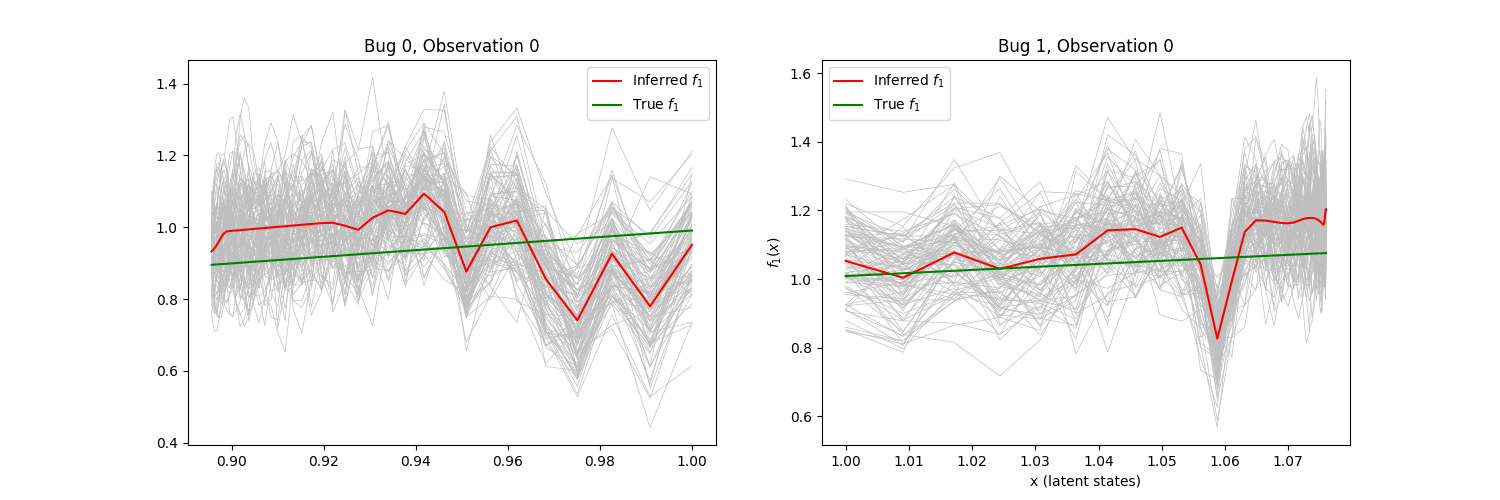 Bug 0, Observation 0
Inferred f₁
True f₁
1.4
1.2
1.0
0.8
0.6
0.4
0.90 0.92 0.94 0.96 0.98 1.00
Bug 1, Observation 0
Inferred f₁
True f₁
f₁(x)
1.6
1.4
1.2
1.0
0.8
0.6
1.00 1.01 1.02 1.03 1.04 1.05 1.06 1.07
x (latent states)